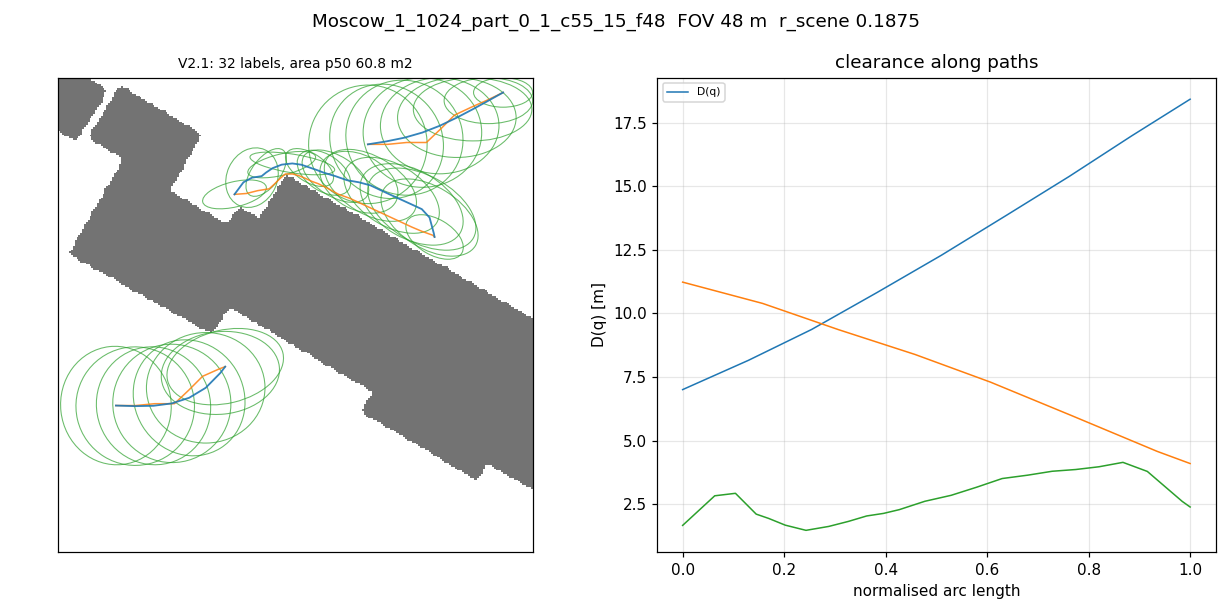 Moscow_1_1024_part_0_1_c55_15_f48  FOV 48 m  r_scene 0.1875
V2.1: 32 labels, area p50 60.8 m2
clearance along paths
D(q)
17.5
15.0
12.5
10.0
7.5
5.0
2.5
D(q) [m]
0.0 0.2 0.4 0.6 0.8 1.0
normalised arc length